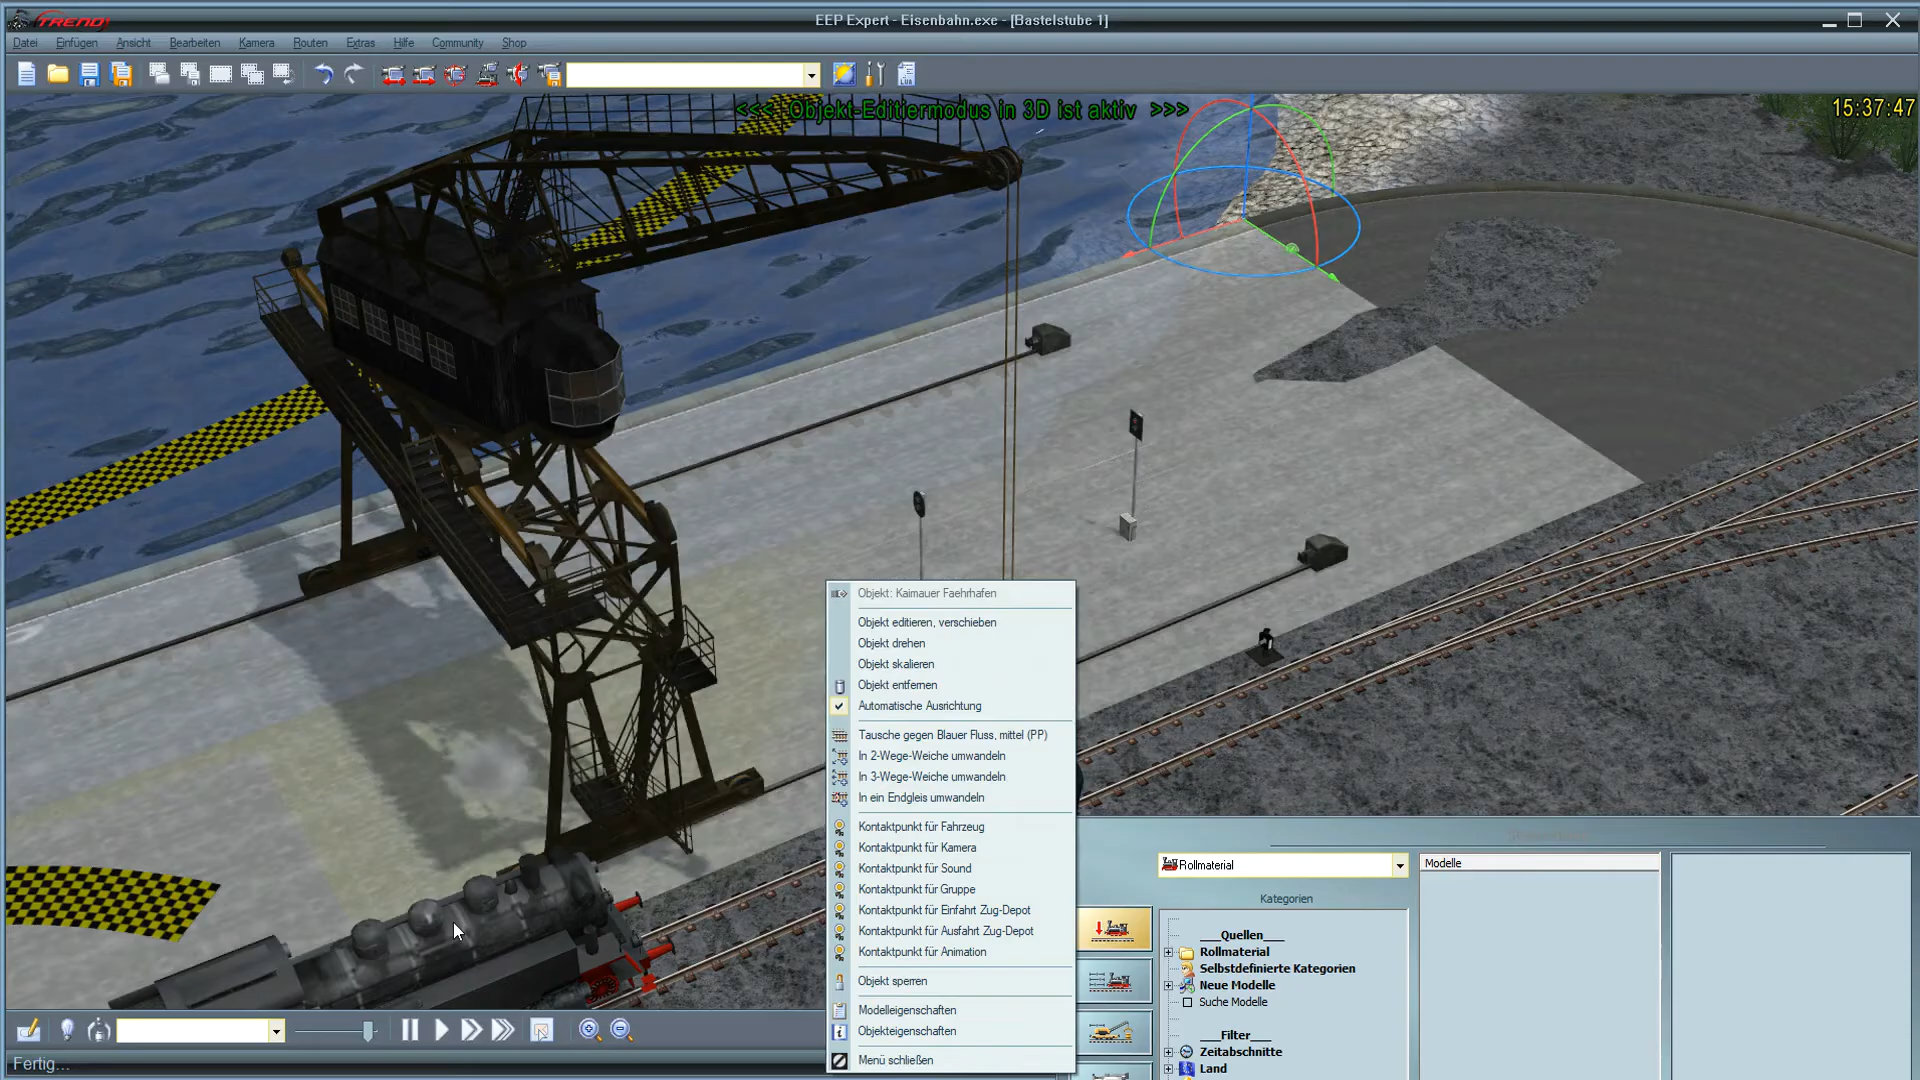 TREND
EEP Expert - Eisenbahn.exe - [Bastelstube 1]
Datei Einfügen Ansicht Bearbeiten Kamera Routen Extras Hilfe Community Shop
<<< Objekt-Editiermodus in 3D ist aktiv >>>
15:37:47
Objekt: Kaimauer Faehrhafen
Objekt editieren, verschieben
Objekt drehen
Objekt skalieren
Objekt entfernen
Automatische Ausrichtung
Tausche gegen Blauer Fluss, mittel (PP)
In 2-Wege-Weiche umwandeln
In 3-Wege-Weiche umwandeln
In ein Endgleis umwandeln
Kontaktpunkt für Fahrzeug
Kontaktpunkt für Kamera
Kontaktpunkt für Sound
Kontaktpunkt für Gruppe
Kontaktpunkt für Einfahrt Zug-Depot
Kontaktpunkt für Ausfahrt Zug-Depot
Kontaktpunkt für Animation
Objekt sperren
Modelleigenschaften
Objekteigenschaften
Menü schließen
Rollmaterial
Kategorien
___Quellen___
Rollmaterial
Selbstdefinierte Kategorien
Neue Modelle
Suche Modelle
___Filter___
Zeitabschnitte
Land
Modelle
Fertig...